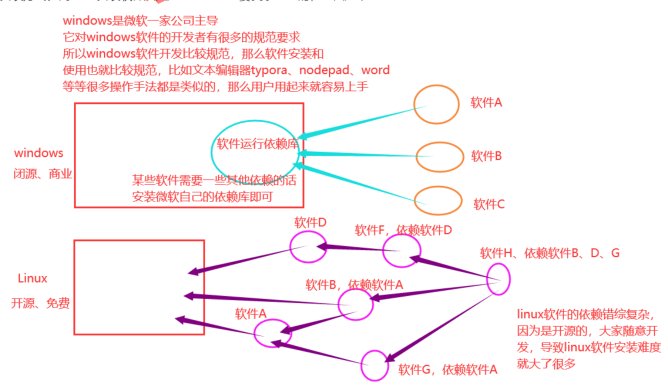 windows是微软一家公司主导
它对windows软件的开发者有很多的规范要求
所以windows软件开发比较规范，那么软件安装和
使用也就比较规范，比如文本编辑器typora、nodepad、word
等等很多操作手法都是类似的，那么用户用起来就容易上手
软件A
软件运行依赖库
windows
闭源、商业
软件B
某些软件需要一些其他依赖的话
安装微软自己的依赖库即可
软件C
软件D
软件F，依赖软件D
软件H、依赖软件B、D、G
Linux
开源、免费
软件B，依赖软件A
软件A
linux软件的依赖错综复杂，
因为是开源的，大家随意开
发，导致linux软件安装难度
就大了很多
软件G，依赖软件A